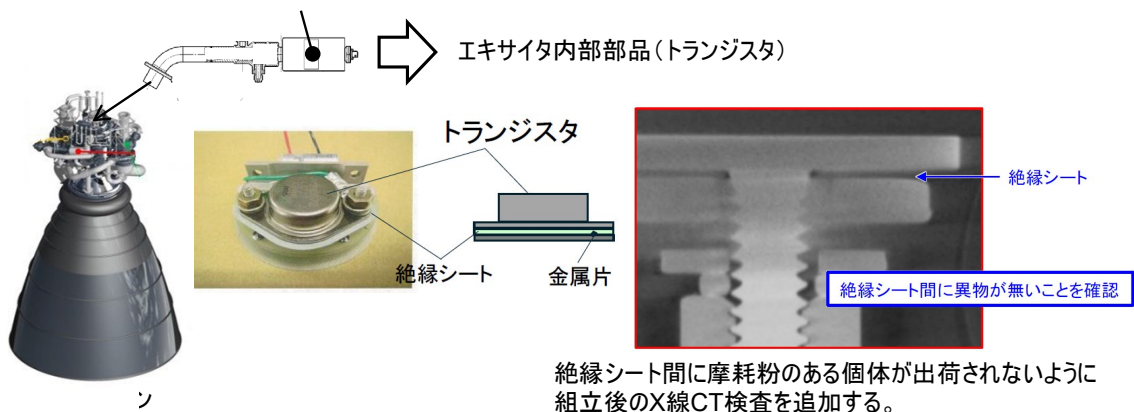 エキサイタ内部部品(トランジスタ)
トランジスタ
絶縁シート
金属片
絶縁シート
絶縁シート間に異物が無いことを確認
ン
絶縁シート間に摩耗粉のある個体が出荷されないように
組立後のX線CT検査を追加する。